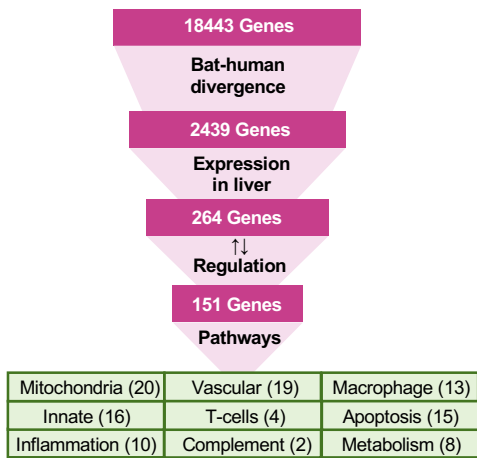 18443 Genes
Bat-human
divergence
2439 Genes
Expression
in liver
264 Genes
↑↓
Regulation
151 Genes
Pathways
Mitochondria (20) Vascular (19) Macrophage (13)
Innate (16) T-cells (4) Apoptosis (15)
Inflammation (10) Complement (2) Metabolism (8)